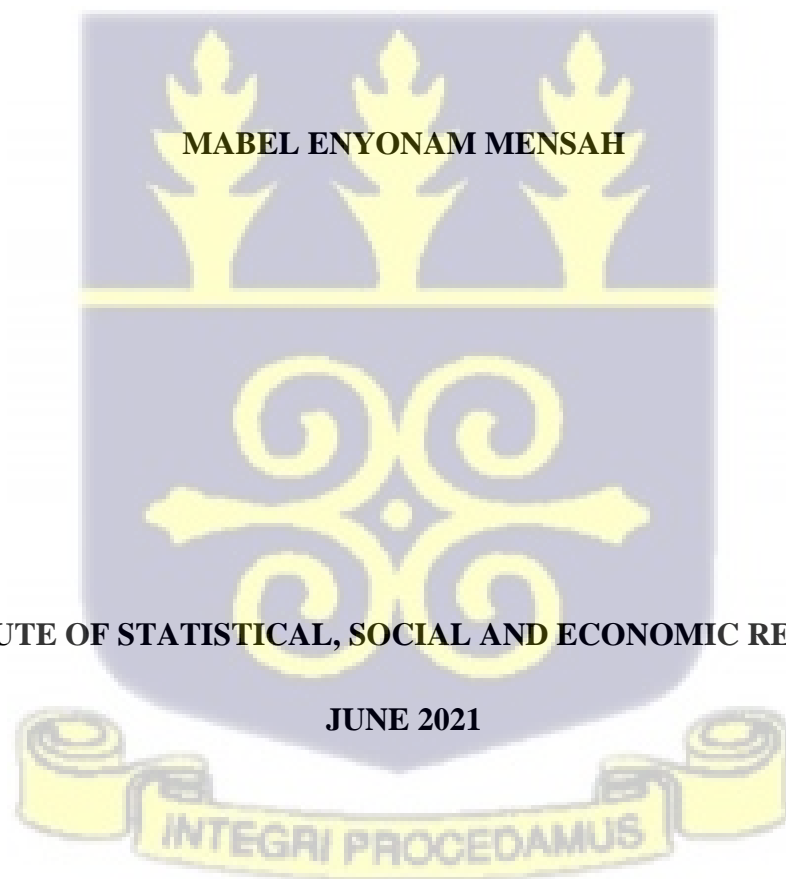 MABEL ENYONAM MENSAH
UTE OF STATISTICAL, SOCIAL AND ECONOMIC RE
JUNE 2021
INTEGRI PROCEDAMUS